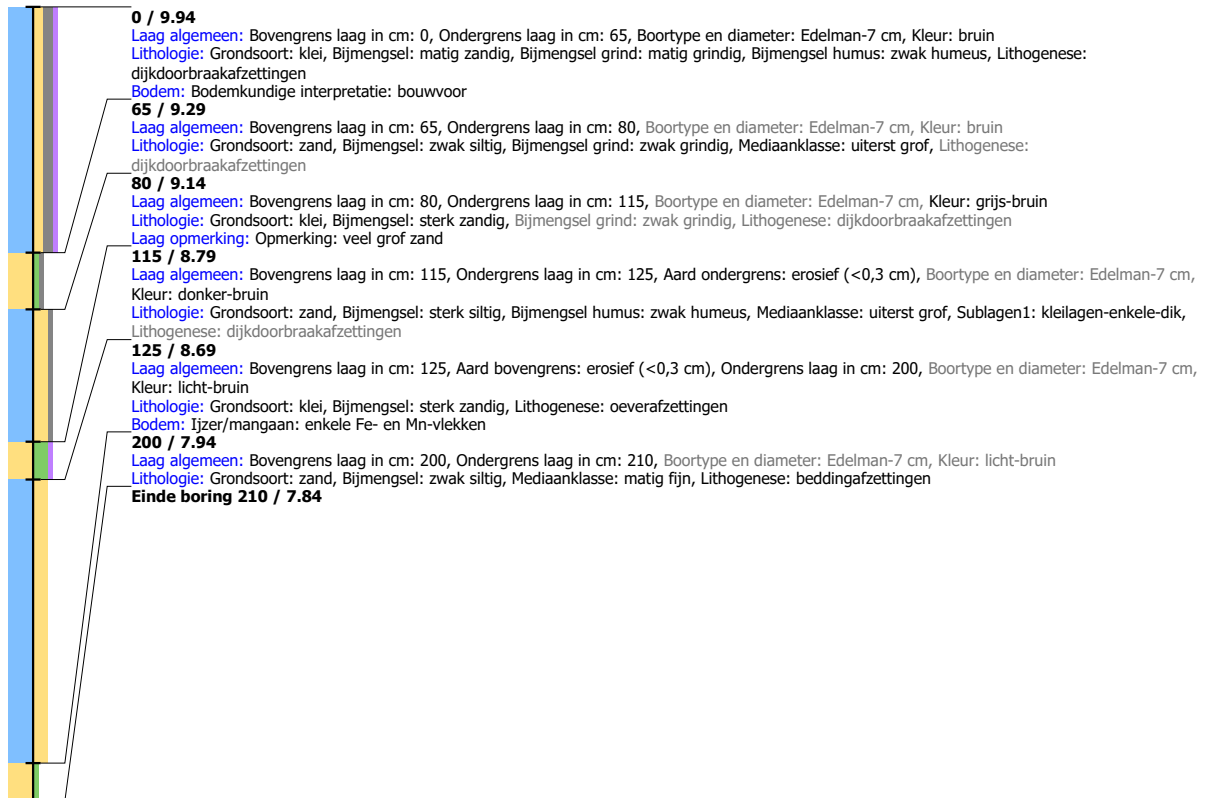 0 / 9.94
Laag algemeen: Bovengrens laag in cm: 0, Ondergrens laag in cm: 65, Boortype en diameter: Edelman-7 cm, Kleur: bruin
Lithologie: Grondsoort: klei, Bijmengsel: matig zandig, Bijmengsel grind: matig grindig, Bijmengsel humus: zwak humeus, Lithogenese:
dijkdoorbraakafzettingen
Bodem: Bodemkundige interpretatie: bouwvoor
65 / 9.29
Laag algemeen: Bovengrens laag in cm: 65, Ondergrens laag in cm: 80, Boortype en diameter: Edelman-7 cm, Kleur: bruin
Lithologie: Grondsoort: zand, Bijmengsel: zwak siltig, Bijmengsel grind: zwak grindig, Mediaanklasse: uiterst grof, Lithogenese:
dijkdoorbraakafzettingen
80 / 9.14
Laag algemeen: Bovengrens laag in cm: 80, Ondergrens laag in cm: 115, Boortype en diameter: Edelman-7 cm, Kleur: grijs-bruin
Lithologie: Grondsoort: klei, Bijmengsel: sterk zandig, Bijmengsel grind: zwak grindig, Lithogenese: dijkdoorbraakafzettingen
Laag opmerking: Opmerking: veel grof zand
115 / 8.79
Laag algemeen: Bovengrens laag in cm: 115, Ondergrens laag in cm: 125, Aard ondergrens: erosief (<0,3 cm), Boortype en diameter: Edelman-7 cm,
Kleur: donker-bruin
Lithologie: Grondsoort: zand, Bijmengsel: sterk siltig, Bijmengsel humus: zwak humeus, Mediaanklasse: uiterst grof, Sublagen1: kleilagen-enkele-dik,
Lithogenese: dijkdoorbraakafzettingen
125 / 8.69
Laag algemeen: Bovengrens laag in cm: 125, Aard bovengrens: erosief (<0,3 cm), Ondergrens laag in cm: 200, Boortype en diameter: Edelman-7 cm,
Kleur: licht-bruin
Lithologie: Grondsoort: klei, Bijmengsel: sterk zandig, Lithogenese: oeverafzettingen
Bodem: Ijzer/mangaan: enkele Fe- en Mn-vlekken
200 / 7.94
Laag algemeen: Bovengrens laag in cm: 200, Ondergrens laag in cm: 210, Boortype en diameter: Edelman-7 cm, Kleur: licht-bruin
Lithologie: Grondsoort: zand, Bijmengsel: zwak siltig, Mediaanklasse: matig fijn, Lithogenese: beddingafzettingen
Einde boring 210 / 7.84